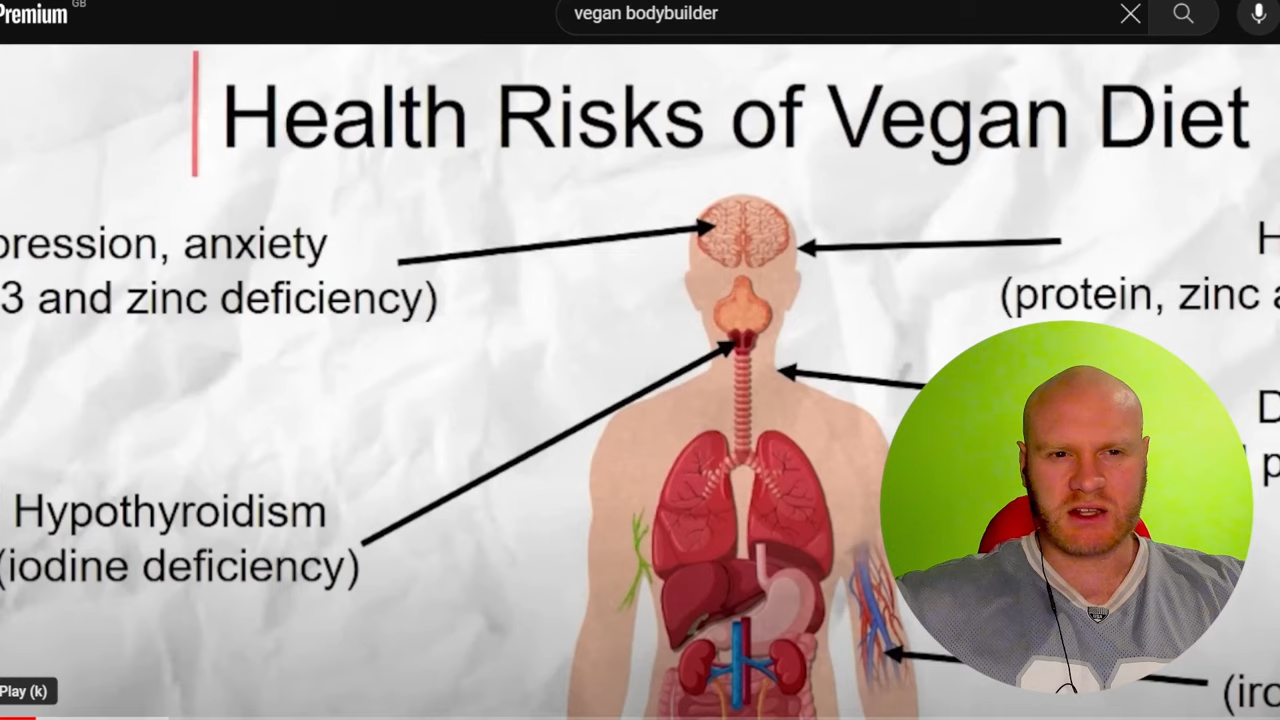 Premium GB
vegan bodybuilder
Health Risks of Vegan Diet
pression, anxiety
3 and zinc deficiency)
H
(protein, zinc a
D
p
Hypothyroidism
(iodine deficiency)
Play (k)
(iro